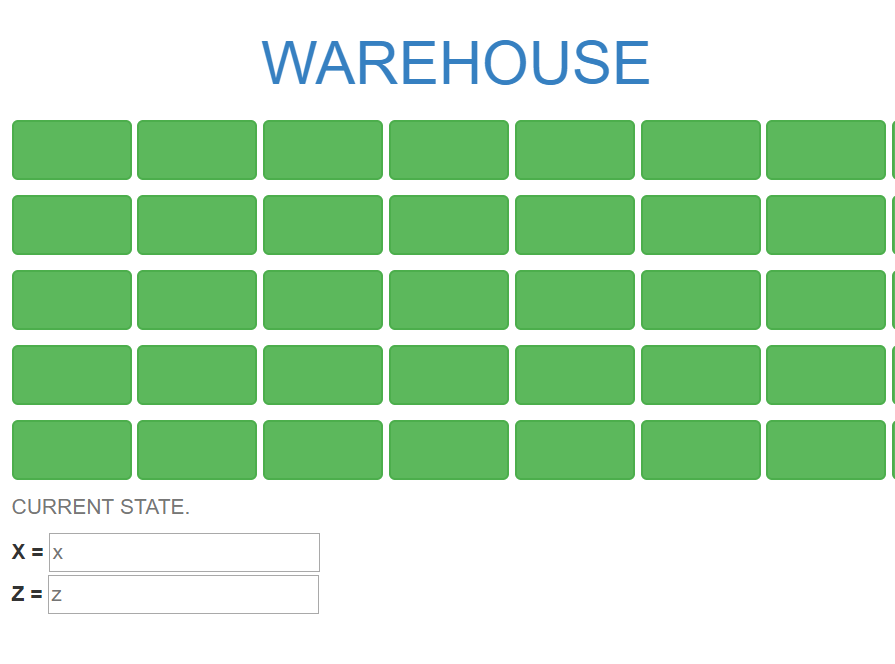 WAREHOUSE
CURRENT STATE.
X = x
Z = z